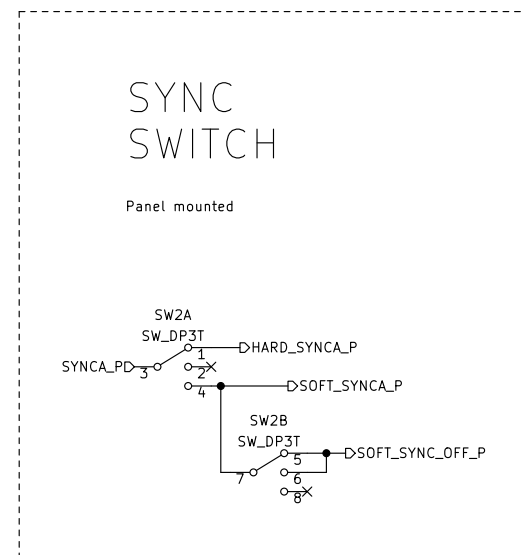 SYNC
SWITCH
Panel mounted
SW2A
SW_DP3T
SYNCA_P 3 1 HARD_SYNCA_P
2
4 SOFT_SYNCA_P
SW2B
SW_DP3T
7 5 SOFT_SYNC_OFF_P
6
8